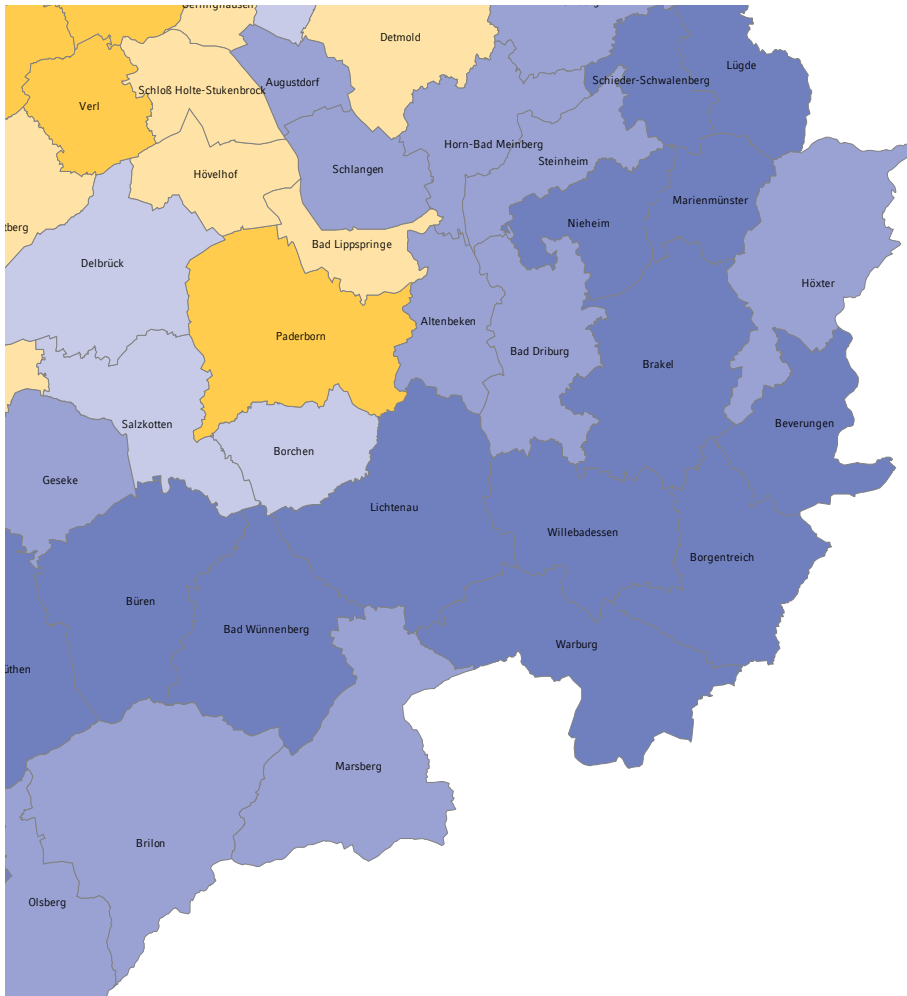 Detmold
Lügde
Schieder-Schwalenberg
Augustdorf
Schloß Holte-Stukenbrock
Verl
Horn-Bad Meinberg
Steinheim
Schlangen
Hövelhof
Marienmünster
Nieheim
zberg
Bad Lippspringe
Delbrück
Höxter
Altenbeken
Paderborn
Bad Driburg
Brakel
Salzkotten
Beverungen
Borchen
Geseke
Lichtenau
Willebadessen
Borgentreich
Büren
Bad Wünnenberg
Warburg
üthen
Marsberg
Brilon
Olsberg